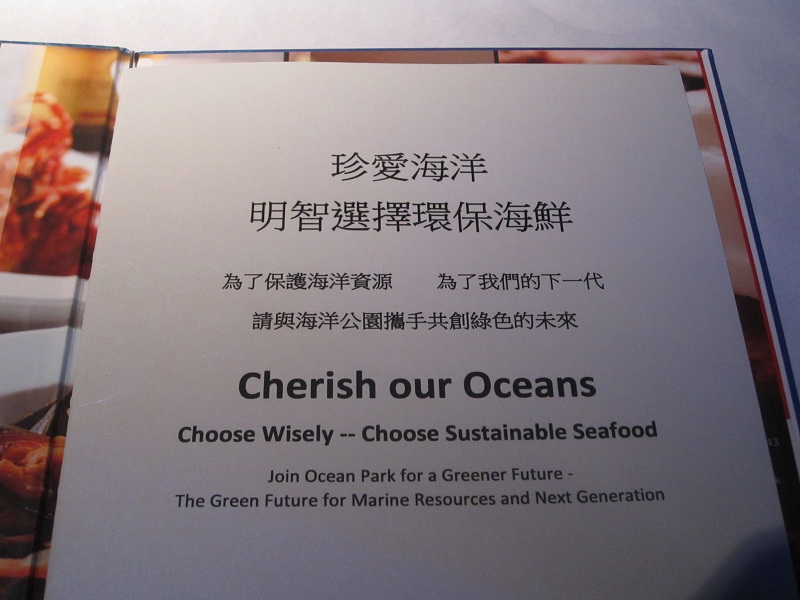 珍愛海洋
明智選擇環保海鮮
為了保護海洋資源 為了我們的下一代
請與海洋公園攜手共創綠色的未來
Cherish our Oceans
Choose Wisely -- Choose Sustainable Seafood
Join Ocean Park for a Greener Future -
The Green Future for Marine Resources and Next Generation
43